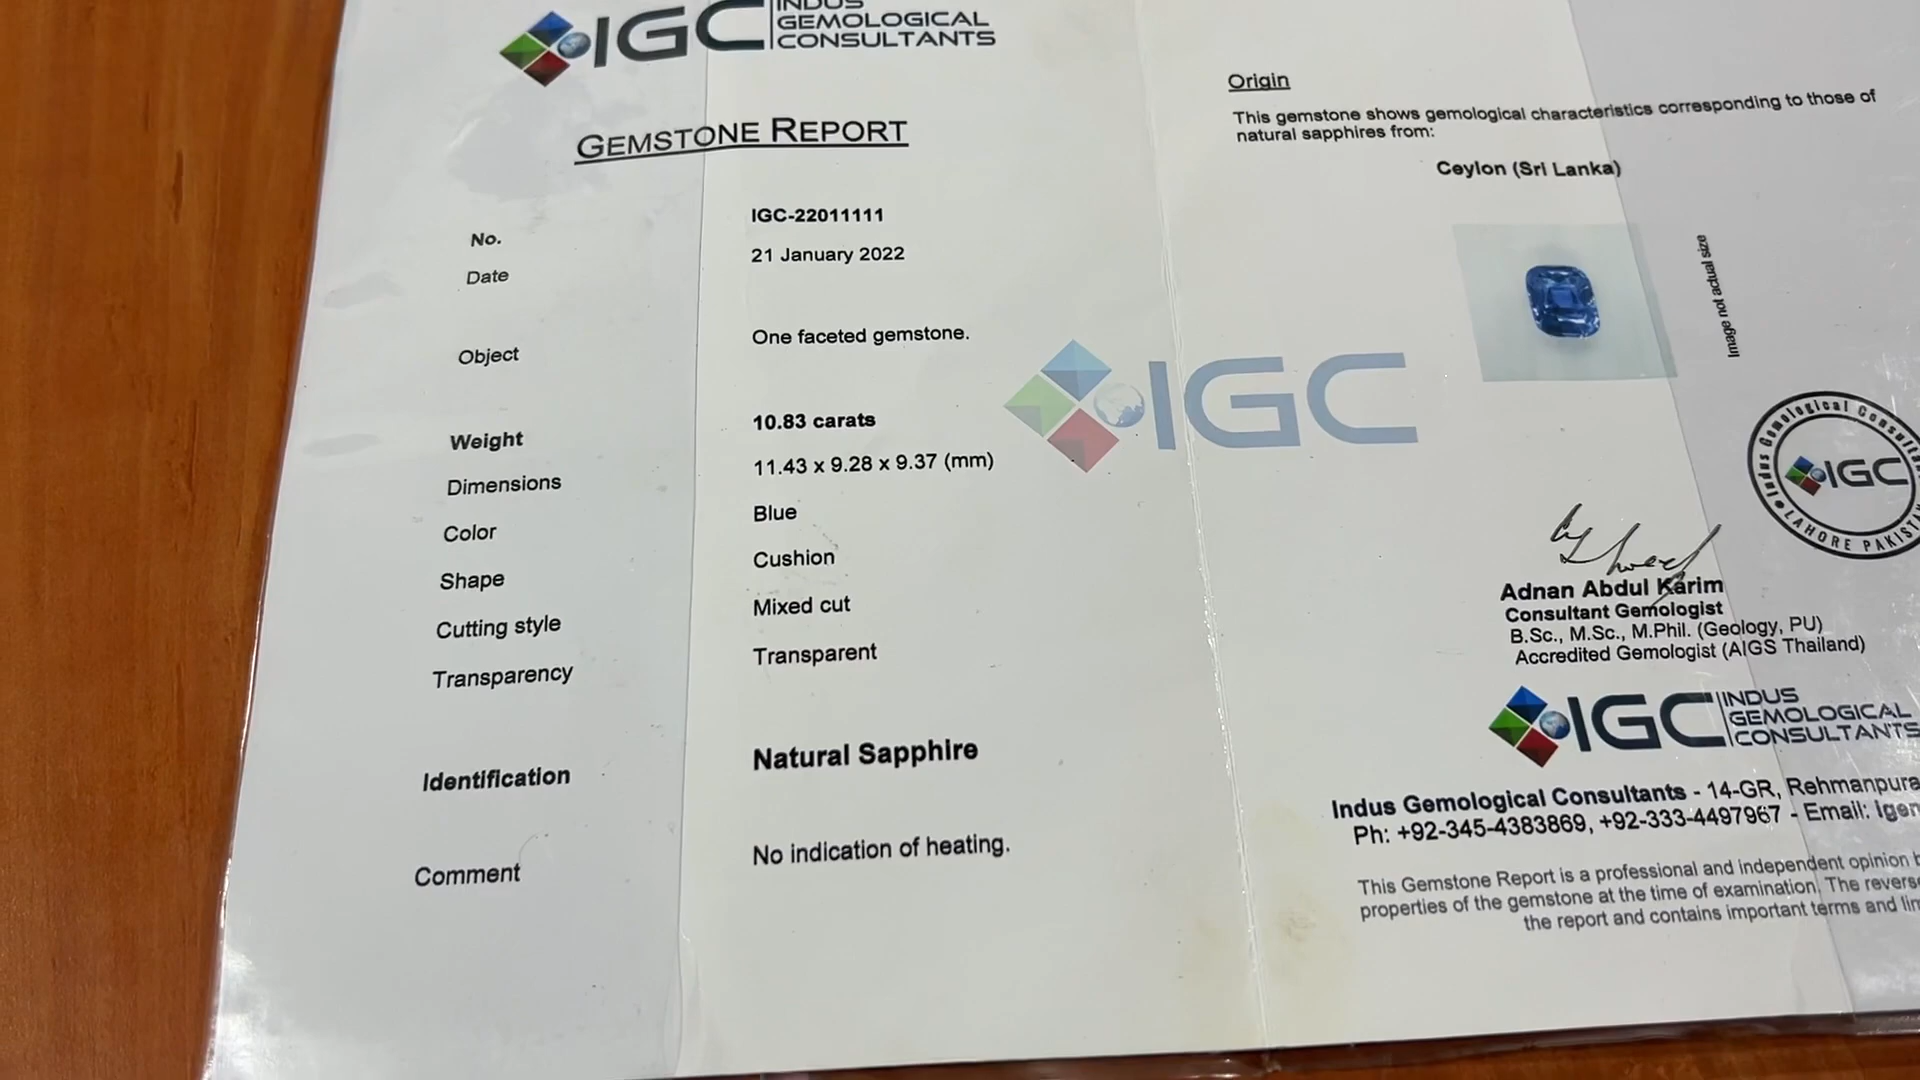 IGC INDUS
GEMOLOGICAL
CONSULTANTS
GEMSTONE REPORT
No. IGC-22011111
Date 21 January 2022
Object One faceted gemstone.
Weight 10.83 carats
Dimensions 11.43 x 9.28 x 9.37 (mm)
Color Blue
Shape Cushion
Cutting style Mixed cut
Transparency Transparent
Identification Natural Sapphire
Comment No indication of heating.
IGC
Origin
This gemstone shows gemological characteristics corresponding to those of
natural sapphires from:
Ceylon (Sri Lanka)
Image not actual size
Indus Gemological
IGC
LAHORE
Adnan Abdul Karim
Consultant Gemologist
B.Sc., M.Sc., M.Phil. (Geology, PU)
Accredited Gemologist (AIGS Thailand)
IGC INDUS
GEMOLOGICAL
CONSULTANTS
Indus Gemological Consultants - 14-GR, Rehmanpura
Ph: +92-345-4383869, +92-333-4497967 - Email: Igem
This Gemstone Report is a professional and independent opinion
properties of the gemstone at the time of examination. The reverse
the report and contains important terms and